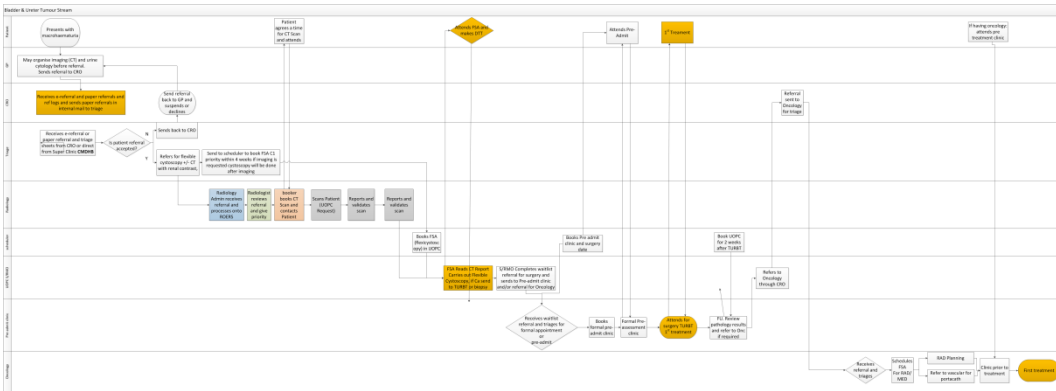 Bladder & Ureter Tumour Stream
Presents with
macrohaematuria
Patient
agrees a time
for CT Scan
and attends
Attends FSA and
makes DTT
Attends Pre-
Admit
1st Treatment
If having oncology
attends pre
treatment clinic
GP
May organise imaging (CT) and urine
cytology before referral.
Sends referral to CRO
CRO
Receives e-referral and paper referrals and
ref logs and sends paper referrals in
internal mail to triage
Send referral
back to GP and
suspends or
declines
Referral
sent to
Oncology
for triage
Triage
Receives e-referral or
paper referral and triage
sheets from CRO or direct
from Super Clinic CMDHB
Is patient referral
accepted?
N
Y
Sends back to CRO
Refers for flexible
cystoscopy +/- CT
with renal contrast.
Send to scheduler to book FSA C1
priority within 4 weeks if imaging is
requested cystoscopy will be done
after imaging
Radiology
Radiology
Admin receives
referral and
processes onto
Radiologist
reviews
referral
and give
priority
books CT
Scan and
contacts
Patient
Scans Patient
(UOPC
Request)
Reports and
validates
scan
Reports and
validates scan
Books FSA
in UOPC
Books Pre-admit
clinic and surgery
date
Book UOPC
for 2 weeks
after TURBT
FSA Reads CT Report
Carries out Flexible
Cystoscopy, if Ca
send to TURBT or biopsy
Completes waitlist
referral for surgery and
sends to Pre-admit clinic
and/or referral for Oncology
Refers to
Oncology
through CRO
Receives waitlist
referral and triages for
formal appointment
or
pre-admit
Books
formal pre-
admit clinic
Formal Pre-
assessment
clinic
Attends for
surgery TURBT
1st treatment
FU. Review
pathology results
and refer to Onc
if required
Oncology
Receives
referral and
triages
Schedules
FSA
For RAD/
MED
RAD Planning
Refer to vascular for
portacath
Clinic prior to
treatment
First treatment